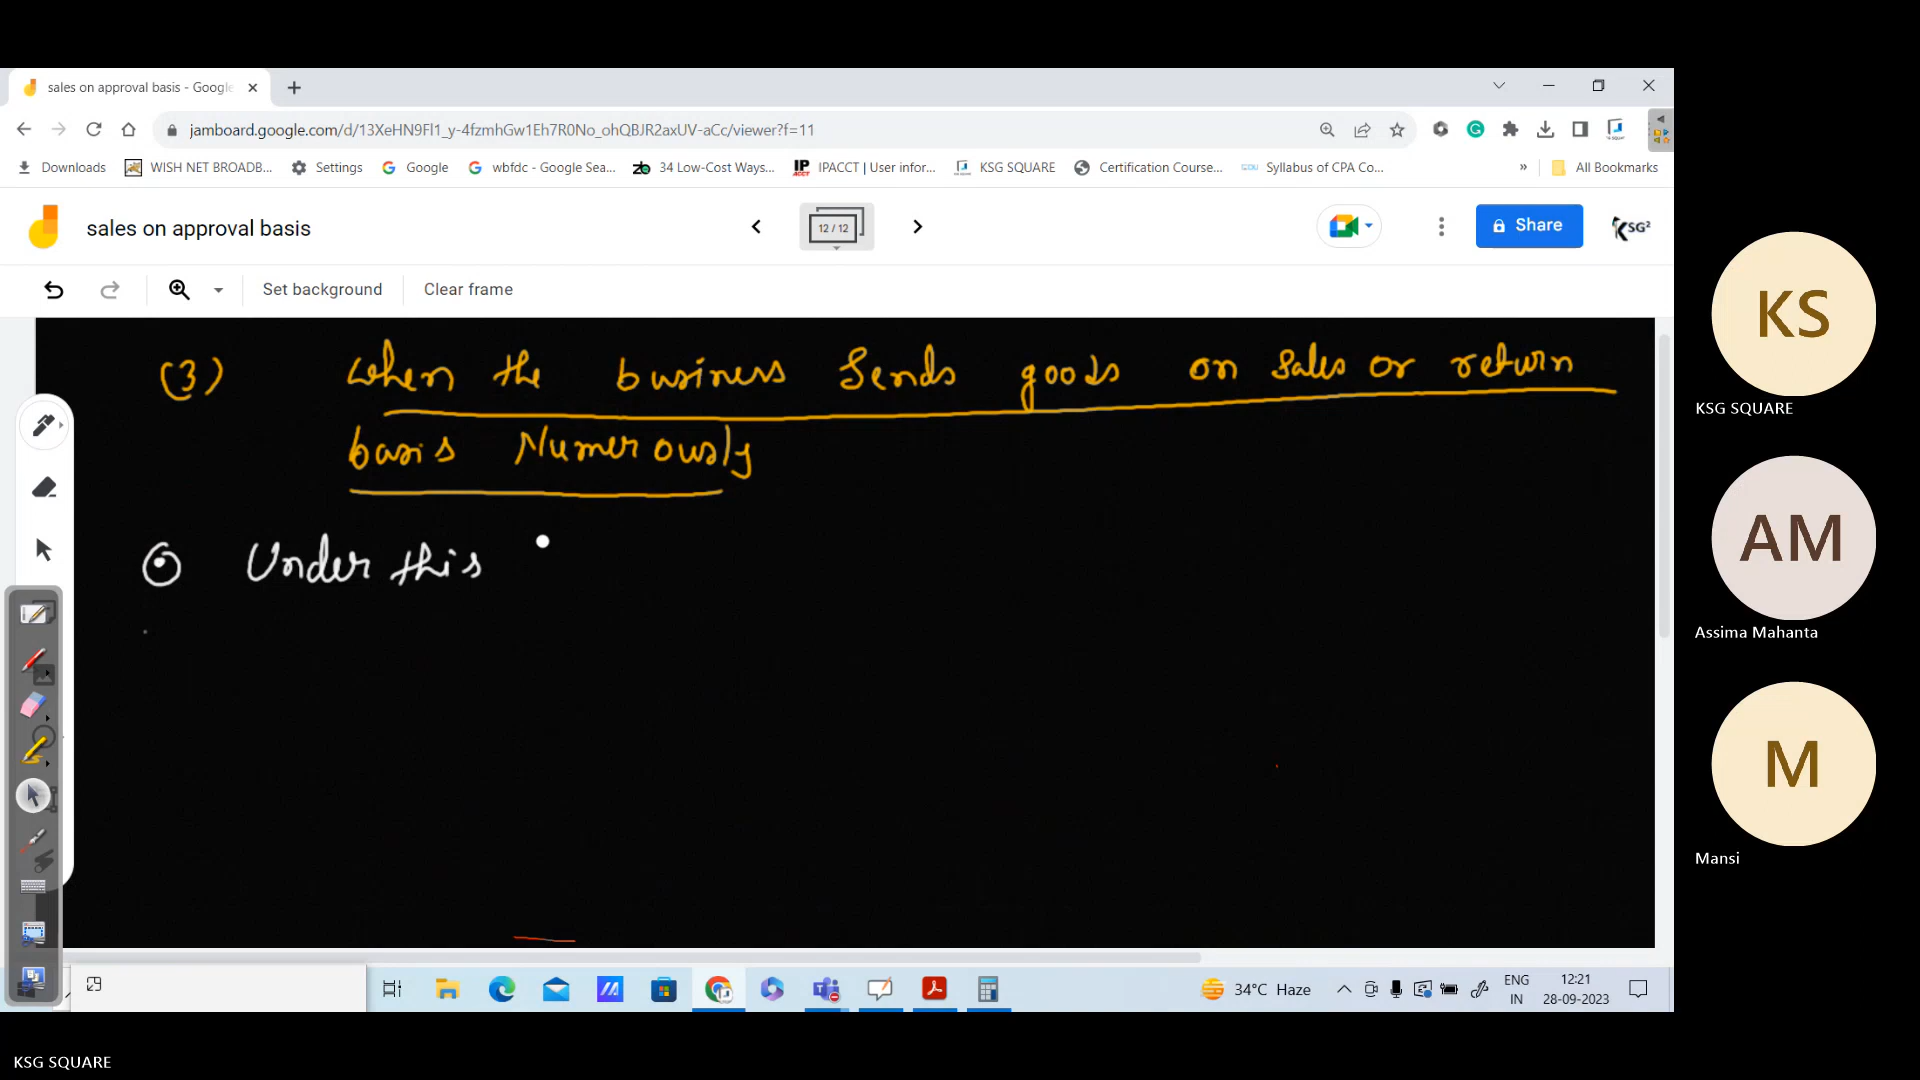 sales on approval basis - Google
jamboard.google.com/d/13XeHN9Fl1_y-4fzmhGw1Eh7R0No_ohQBJR2axUV-aCc/viewer?f=11
Downloads WISH NET BROADB... Settings Google wbfdc - Google Sea... 34 Low-Cost Ways... IPACCT | User infor... KSG SQUARE Certification Course... Syllabus of CPA Co... » All Bookmarks
sales on approval basis
12 / 12
Share
KSG²
Set background
Clear frame
(3) When the business Sends goods on Sales or return
basis Numerously
Under this
KS
KSG SQUARE
AM
Assima Mahanta
M
Mansi
34°C Haze
ENG
IN
12:21
28-09-2023
KSG SQUARE